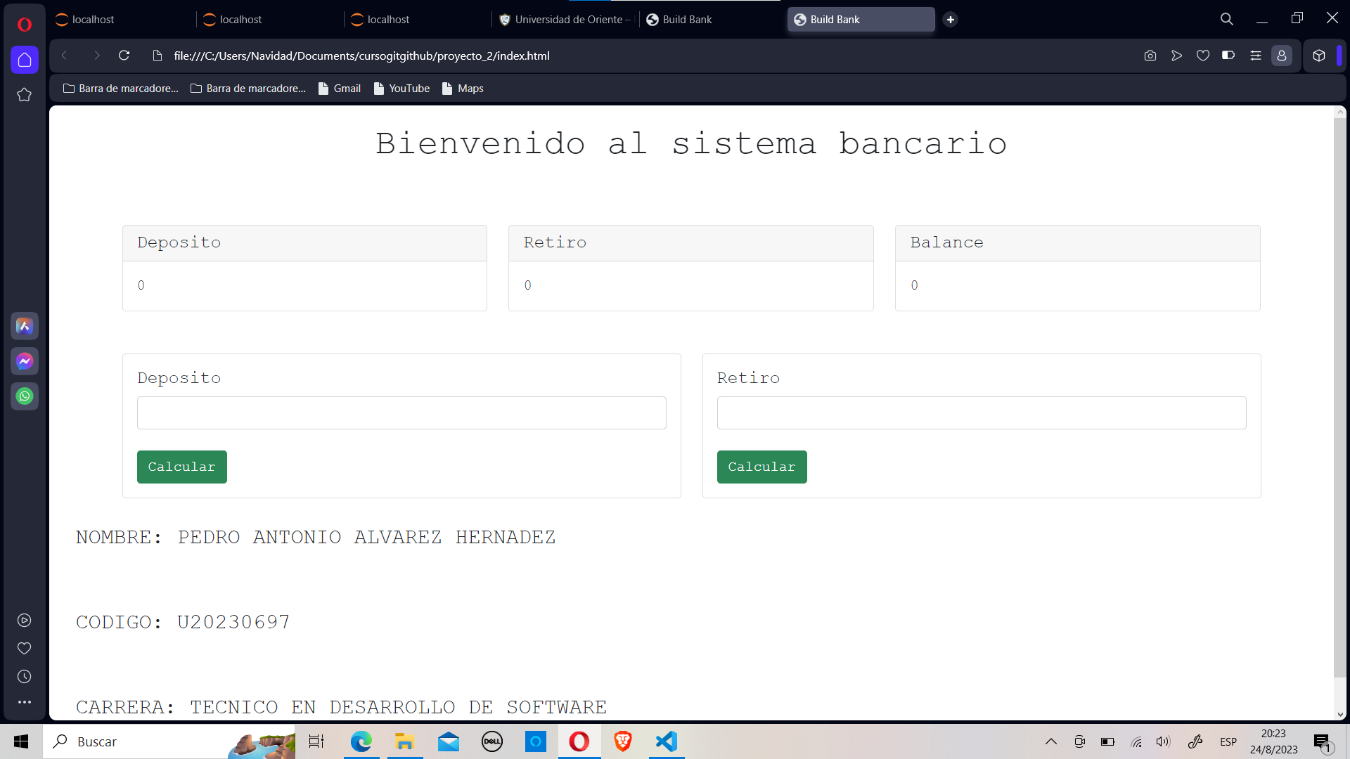 localhost
localhost
localhost
Universidad de Oriente –
Build Bank
Build Bank
file:///C:/Users/Navidad/Documents/cursogitgithub/proyecto_2/index.html
Barra de marcadore...
Barra de marcadore...
Gmail
YouTube
Maps
Bienvenido al sistema bancario
Deposito
Retiro
Balance
0
0
0
Deposito
Retiro
Calcular
Calcular
NOMBRE: PEDRO ANTONIO ALVAREZ HERNADEZ
CODIGO: U20230697
CARRERA: TECNICO EN DESARROLLO DE SOFTWARE
Buscar
DELL
ESP
20:23
24/8/2023
1